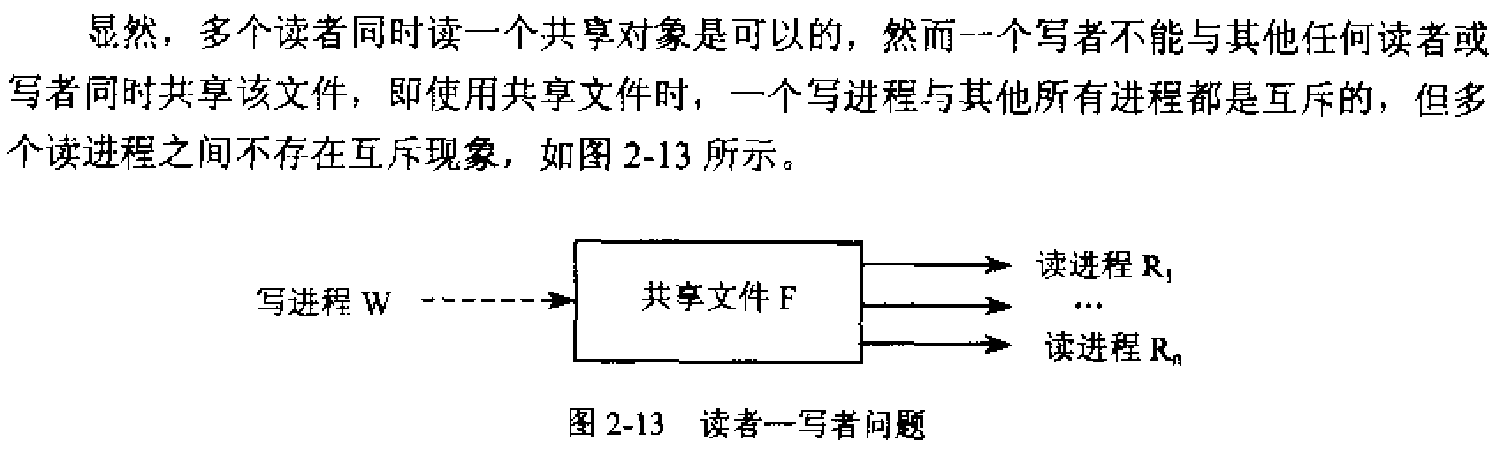 显然，多个读者同时读一个共享对象是可以的，然而一个写者不能与其他任何读者或
写者同时共享该文件，即使用共享文件时，一个写进程与其他所有进程都是互斥的，但多
个读进程之间不存在互斥现象，如图 2-13 所示。
写进程 W
共享文件 F
读进程 R₁
…
读进程 Rₙ
图 2-13 读者—写者问题